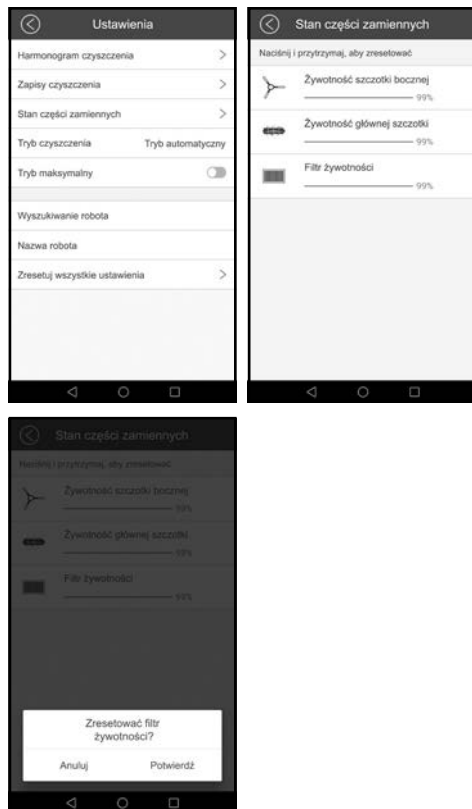 Ustawienia
Harmonogram czyszczenia
Zapisy czyszczenia
Stan części zamiennych
Tryb czyszczenia Tryb automatyczny
Tryb maksymalny
Wyszukiwanie robota
Nazwa robota
Zresetuj wszystkie ustawienia
Stan części zamiennych
Naciśnij i przytrzymaj, aby zresetować
Żywotność szczotki bocznej
99%
Żywotność głównej szczotki
99%
Filtr żywotności
99%
Stan części zamiennych
Naciśnij i przytrzymaj, aby zresetować
Żywotność szczotki bocznej
99%
Żywotność głównej szczotki
99%
Filtr żywotności
99%
Zresetować filtr
żywotności?
Anuluj Potwierdź